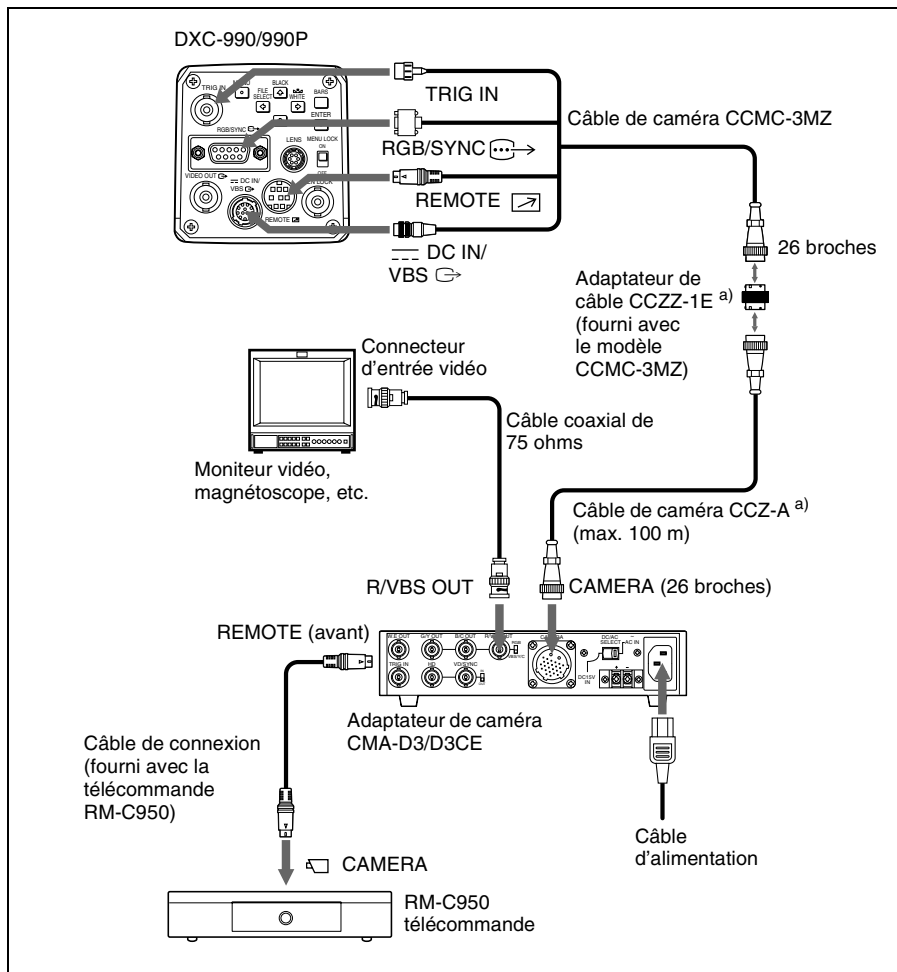 DXC-990/990P
TRIG IN
BLACK
FILE
SELECT
WHITE
BARS
ENTER
RGB/SYNC
LENS
MENU LOCK
ON
OFF
VIDEO OUT
DC IN/
VBS
REMOTE
TRIG IN
RGB/SYNC
REMOTE
DC IN/
VBS
Câble de caméra CCMC-3MZ
26 broches
Adaptateur de
câble CCZZ-1E a)
(fourni avec
le modèle
CCMC-3MZ)
Connecteur
d'entrée vidéo
Câble coaxial de
75 ohms
Moniteur vidéo,
magnétoscope, etc.
Câble de caméra CCZ-A a)
(max. 100 m)
R/VBS OUT
CAMERA (26 broches)
REMOTE (avant)
W.E OUT
G/Y OUT
B/C OUT
RGB
TRIG IN
HD
VD/SYNC
DC/AC
SELECT
AC IN
DC15V
IN
+
−
Adaptateur de caméra
CMA-D3/D3CE
Câble de connexion
(fourni avec la
télécommande
RM-C950)
Câble
d'alimentation
CAMERA
RM-C950
télécommande